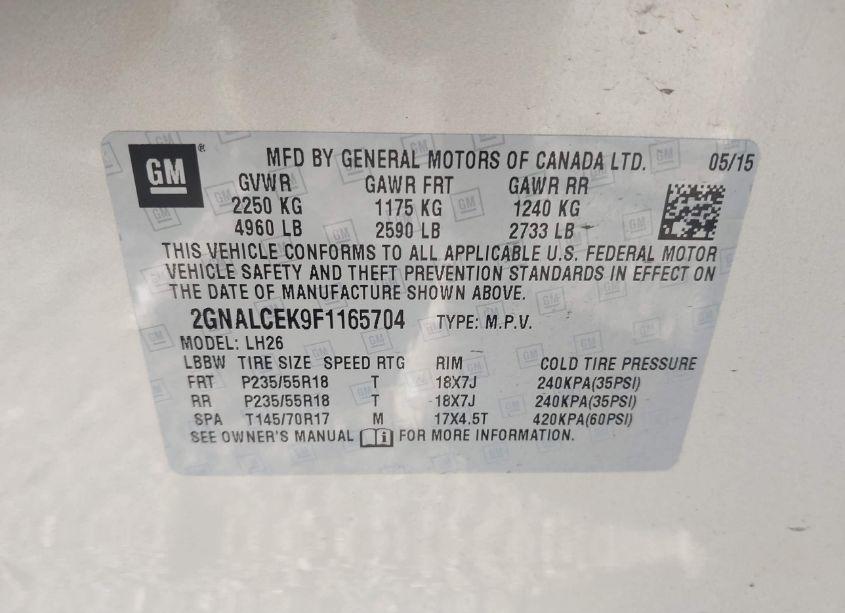 GM ® MFD BY GENERAL MOTORS OF CANADA LTD. 05/15
GVWR GAWR FRT GAWR RR
2250 KG 1175 KG 1240 KG
4960 LB 2590 LB 2733 LB
THIS VEHICLE CONFORMS TO ALL APPLICABLE U.S. FEDERAL MOTOR
VEHICLE SAFETY AND THEFT PREVENTION STANDARDS IN EFFECT ON
THE DATE OF MANUFACTURE SHOWN ABOVE.
2GNALCEK9F1165704 TYPE: M.P.V.
MODEL: LH26
LBBW TIRE SIZE SPEED RTG RIM COLD TIRE PRESSURE
FRT P235/55R18 T 18X7J 240KPA(35PSI)
RR P235/55R18 T 18X7J 240KPA(35PSI)
SPA T145/70R17 M 17X4.5T 420KPA(60PSI)
SEE OWNER'S MANUAL FOR MORE INFORMATION.